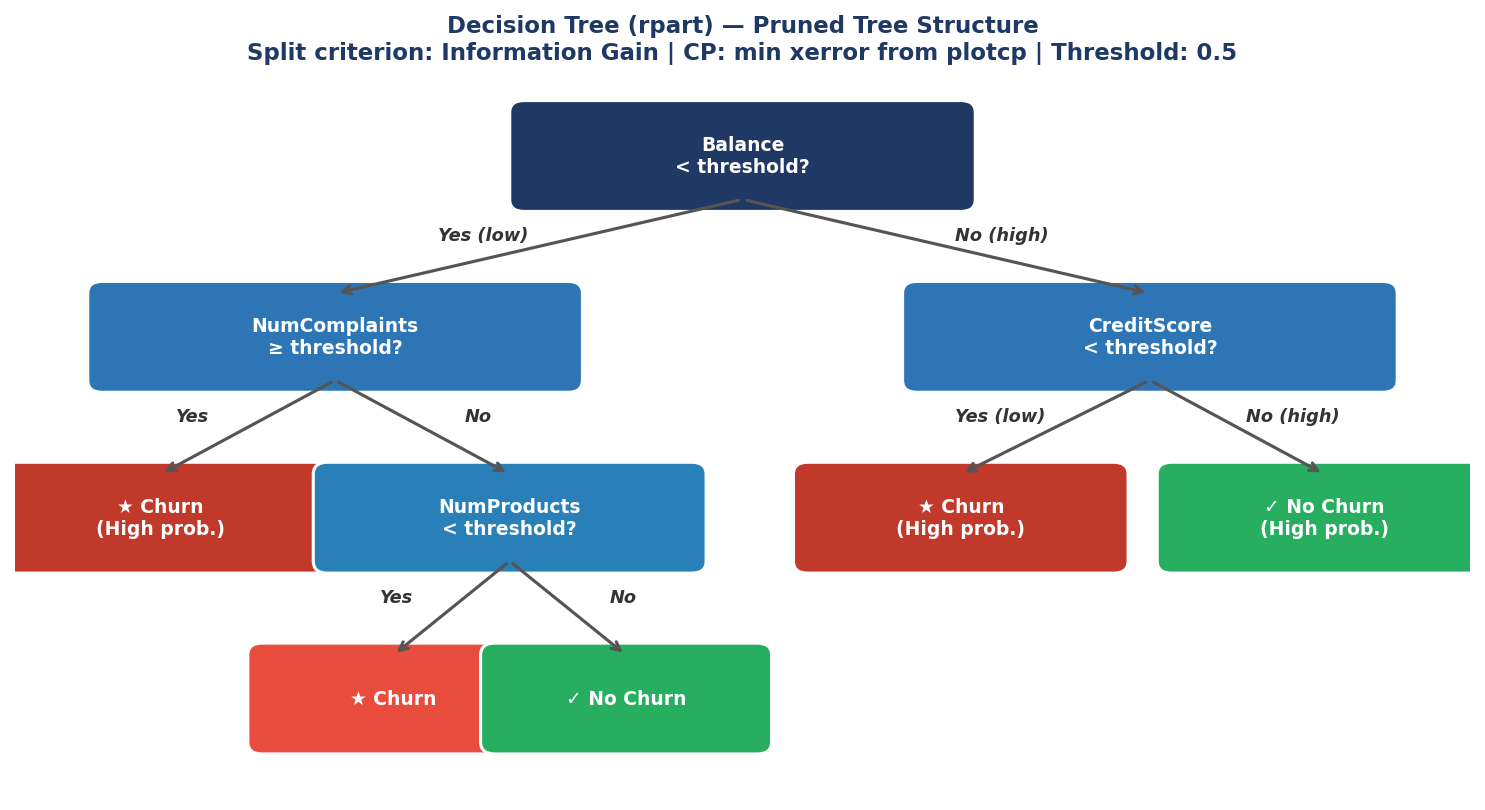 Decision Tree (rpart) — Pruned Tree Structure
Split criterion: Information Gain | CP: min xerror from plotcp | Threshold: 0.5
Balance
< threshold?
Yes (low)
No (high)
NumComplaints
≥ threshold?
CreditScore
< threshold?
Yes
No
Yes (low)
No (high)
★ Churn
(High prob.)
NumProducts
< threshold?
★ Churn
(High prob.)
✓ No Churn
(High prob.)
Yes
No
★ Churn
✓ No Churn